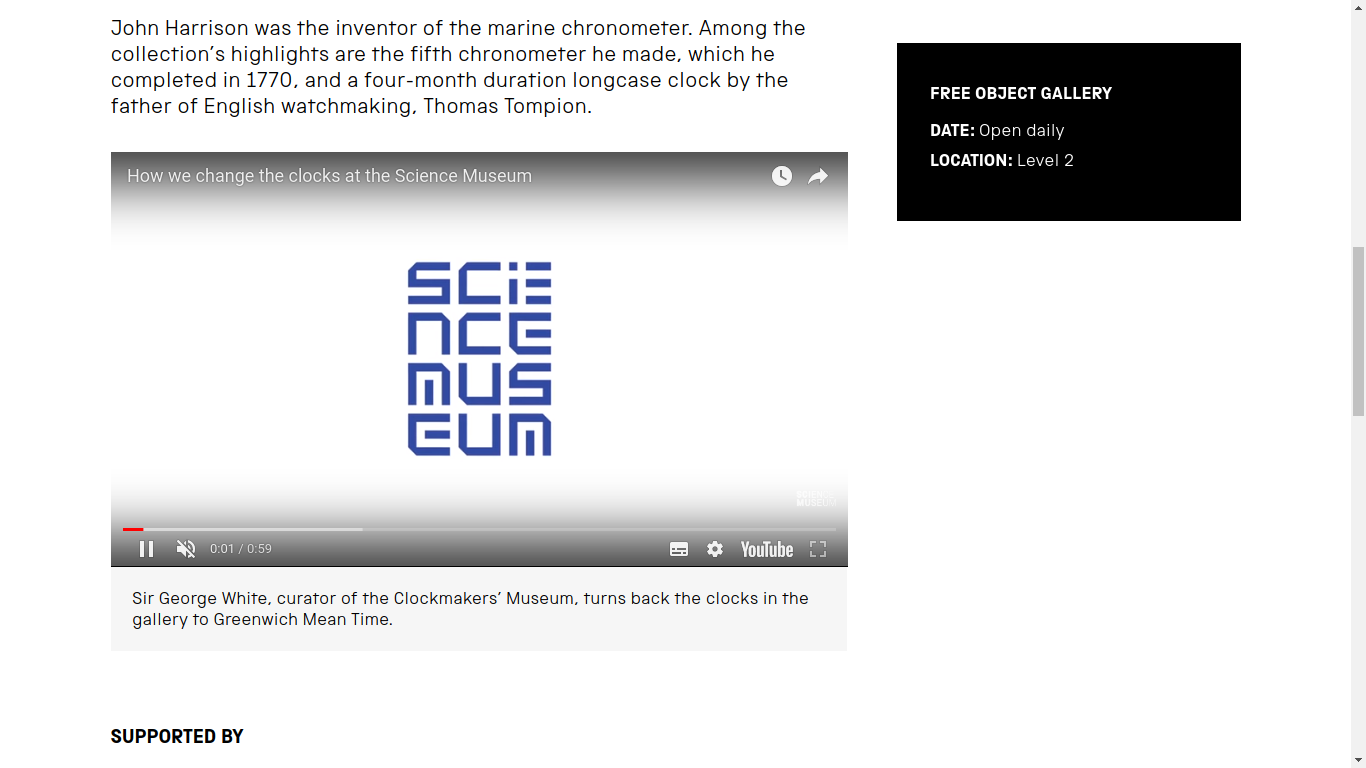 John Harrison was the inventor of the marine chronometer. Among the
collection's highlights are the fifth chronometer he made, which he
completed in 1770, and a four-month duration longcase clock by the
father of English watchmaking, Thomas Tompion.
How we change the clocks at the Science Museum
SCiE
NCE
MUS
EUM
0:01 / 0:59
YouTube
Sir George White, curator of the Clockmakers' Museum, turns back the clocks in the
gallery to Greenwich Mean Time.
SUPPORTED BY
FREE OBJECT GALLERY
DATE: Open daily
LOCATION: Level 2